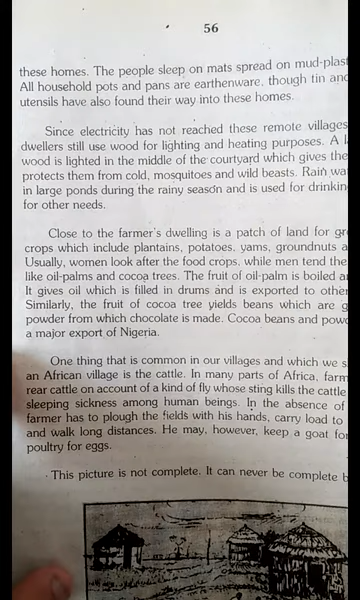 56
these homes. The people sleep on mats spread on mud-plast
All household pots and pans are earthenware, though tin and
utensils have also found their way into these homes.
Since electricity has not reached these remote villages
dwellers still use wood for lighting and heating purposes. A l
wood is lighted in the middle of the courtyard which gives the
protects them from cold, mosquitoes and wild beasts. Rain wa
in large ponds during the rainy season and is used for drinkin
for other needs.
Close to the farmer's dwelling is a patch of land for gr
crops which include plantains, potatoes, yams, groundnuts a
Usually, women look after the food crops, while men tend the
like oil-palms and cocoa trees. The fruit of oil-palm is boiled a
It gives oil which is filled in drums and is exported to other
Similarly, the fruit of cocoa tree yields beans which are g
powder from which chocolate is made. Cocoa beans and powd
a major export of Nigeria.
One thing that is common in our villages and which we s
an African village is the cattle. In many parts of Africa, farm
rear cattle on account of a kind of fly whose sting kills the cattle
sleeping sickness among human beings. In the absence of
farmer has to plough the fields with his hands, carry load to
and walk long distances. He may, however, keep a goat for
poultry for eggs.
This picture is not complete. It can never be complete b